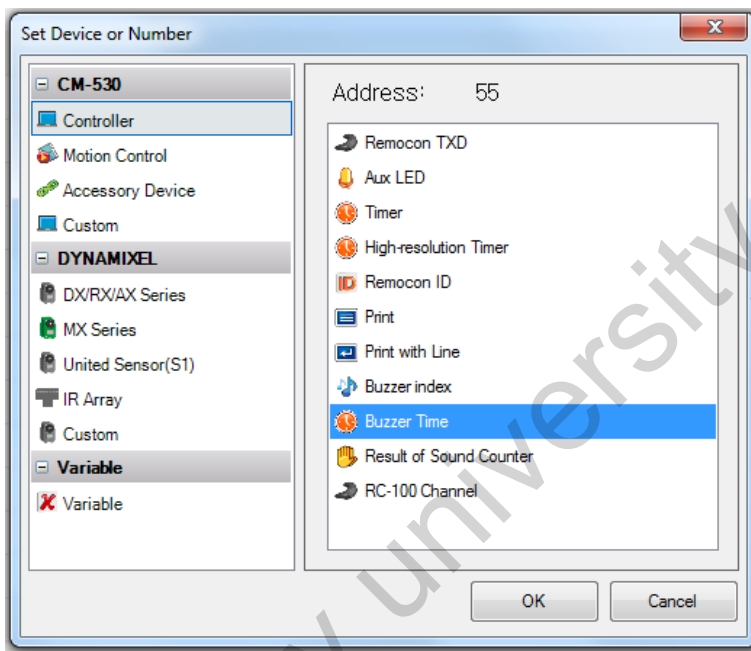 Set Device or Number
CM-530
Controller
Motion Control
Accessory Device
Custom
DYNAMIXEL
DX/RX/AX Series
MX Series
United Sensor(S1)
IR Array
Custom
Variable
Variable
Address: 55
Remocon TXD
Aux LED
Timer
High-resolution Timer
ID Remocon ID
Print
Print with Line
Buzzer index
Buzzer Time
Result of Sound Counter
RC-100 Channel
OK Cancel
university